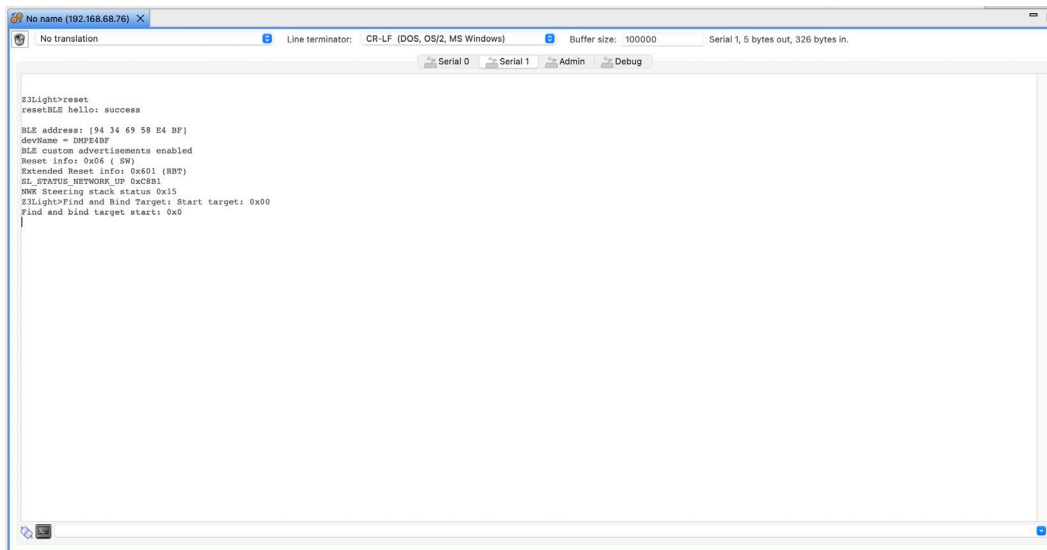 No name (192.168.68.76)
No translation
Line terminator: CR-LF (DOS, OS/2, MS Windows)
Buffer size: 100000
Serial 1, 5 bytes out, 326 bytes in.
Serial 0 Serial 1 Admin Debug
Z3Light>reset
resetBLE hello: success
BLE address: [94 34 69 58 E4 BF]
devName = DMPE4BF
BLE custom advertisements enabled
Reset info: 0x06 ( SW)
Extended Reset info: 0x601 (RBT)
SL_STATUS_NETWORK_UP 0xC8B1
NWK Steering stack status 0x15
Z3Light>Find and Bind Target: Start target: 0x00
Find and bind target start: 0x0